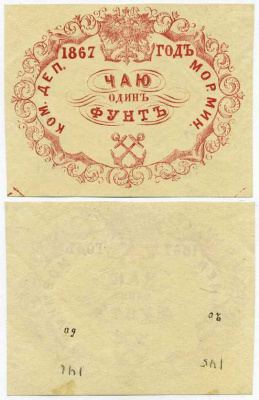 1867 ГОДЪ
КОМ. ДЕП. МОР. МИН.
ЧАЮ
ОДИНЪ
ФУНТЪ